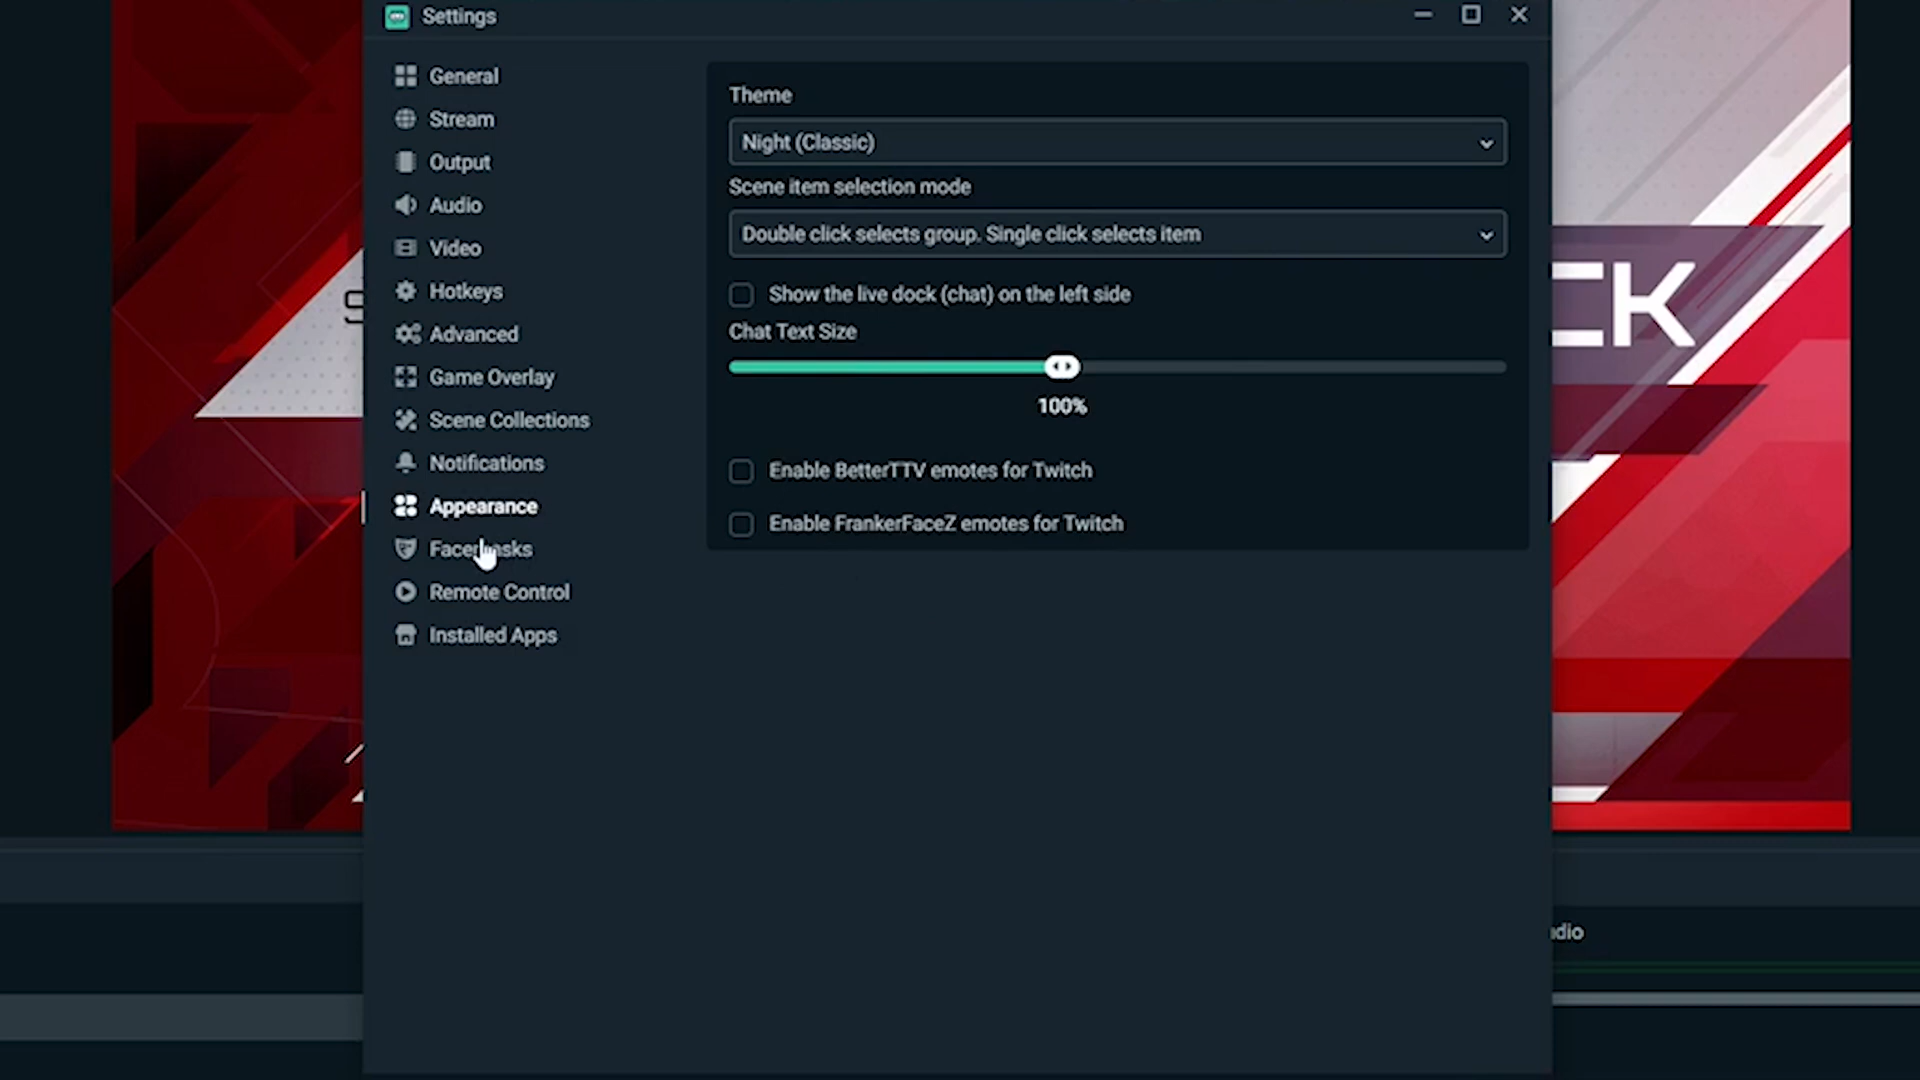 Settings
General
Stream
Output
Audio
Video
Hotkeys
Advanced
Game Overlay
Scene Collections
Notifications
Appearance
Remote Control
Installed Apps
Theme
Night (Classic)
Scene item selection mode
Double click selects group. Single click selects item
Show the live dock (chat) on the left side
Chat Text Size
100%
Enable BetterTTV emotes for Twitch
Enable FrankerFaceZ emotes for Twitch
CK
dio